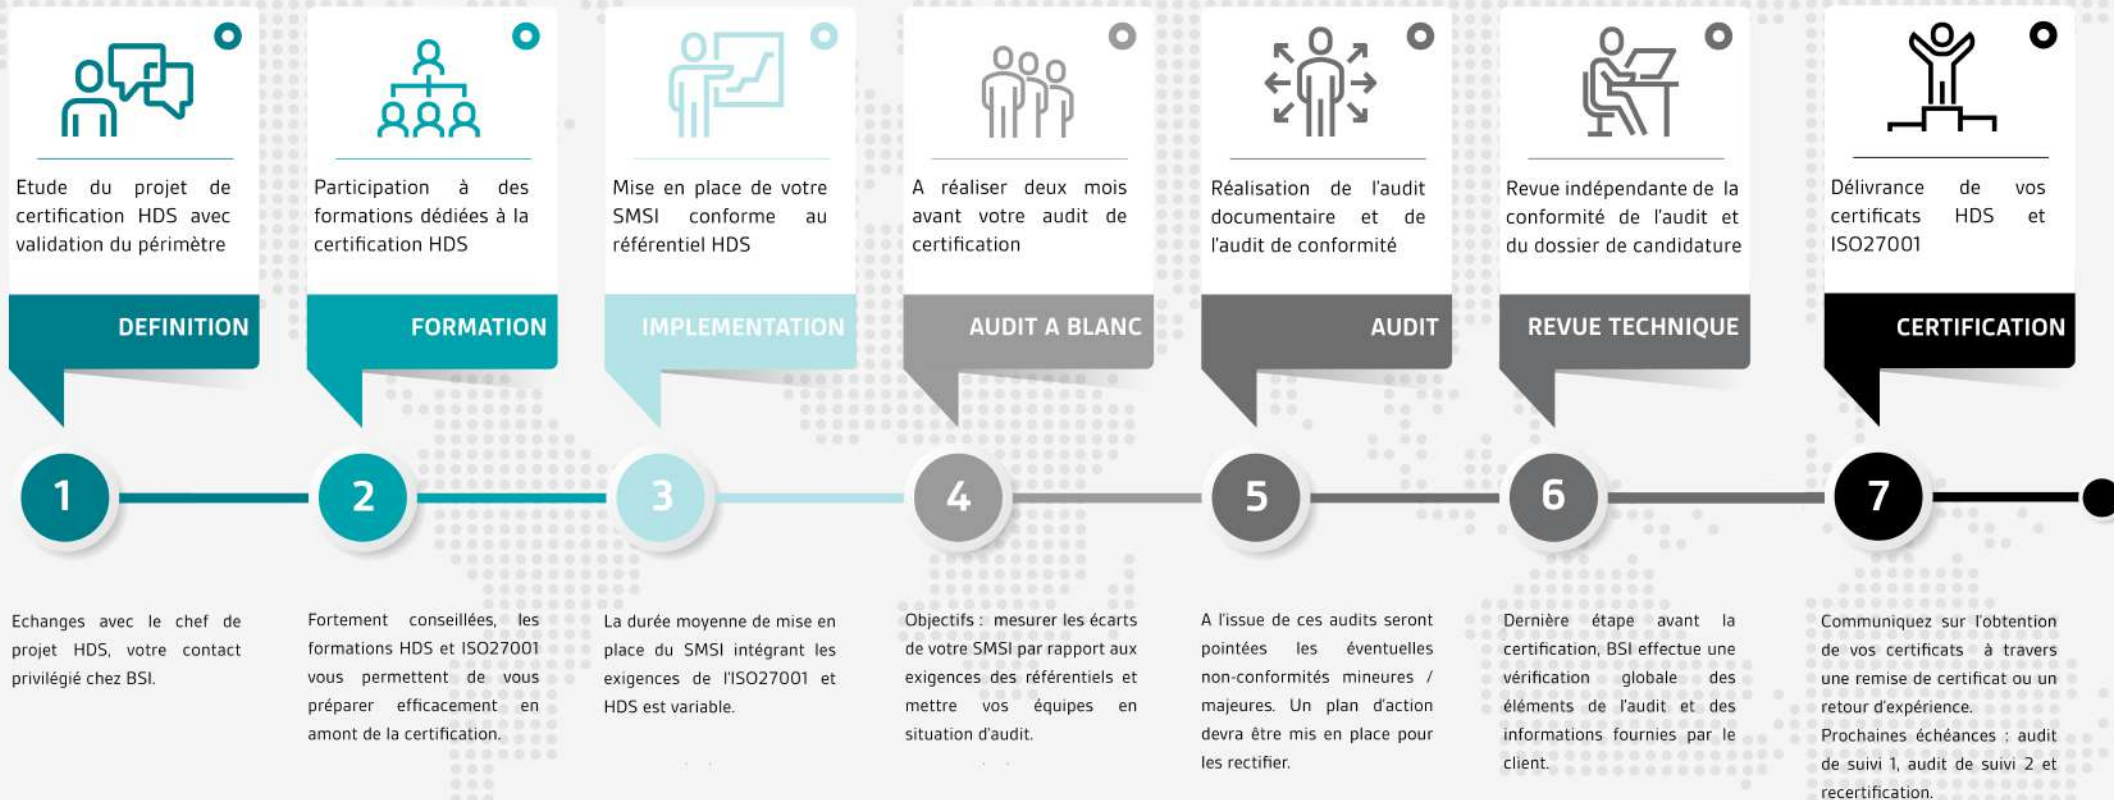 Etude du projet de
certification HDS avec
validation du périmètre
DEFINITION
1
Echanges avec le chef de
projet HDS, votre contact
privilégié chez BSI.
Participation à des
formations dédiées à la
certification HDS
FORMATION
2
Fortement conseillées, les
formations HDS et ISO27001
vous permettent de vous
préparer efficacement en
amont de la certification.
Mise en place de votre
SMSI conforme au
référentiel HDS
IMPLEMENTATION
3
La durée moyenne de mise en
place du SMSI intégrant les
exigences de l'ISO27001 et
HDS est variable.
A réaliser deux mois
avant votre audit de
certification
AUDIT A BLANC
4
Objectifs : mesurer les écarts
de votre SMSI par rapport aux
exigences des référentiels et
mettre vos équipes en
situation d'audit.
Réalisation de l'audit
documentaire et de
l'audit de conformité
AUDIT
5
A l'issue de ces audits seront
pointées les éventuelles
non-conformités mineures /
majeures. Un plan d'action
devra être mis en place pour
les rectifier.
Revue indépendante de la
conformité de l'audit et
du dossier de candidature
REVUE TECHNIQUE
6
Dernière étape avant la
certification, BSI effectue une
vérification globale des
éléments de l'audit et des
informations fournies par le
client.
Délivrance de vos
certificats HDS et
ISO27001
CERTIFICATION
7
Communiquez sur l'obtention
de vos certificats à travers
une remise de certificat ou un
retour d'expérience.
Prochaines échéances : audit
de suivi 1, audit de suivi 2 et
recertification.